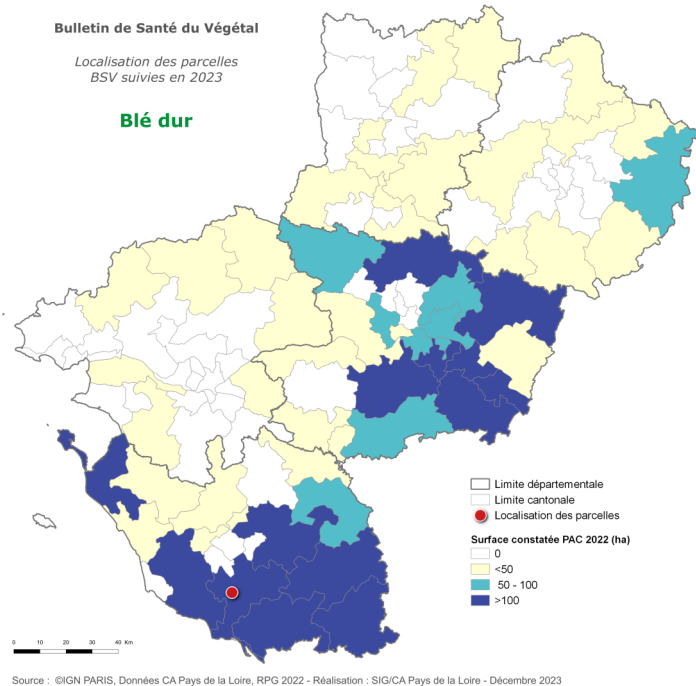 Bulletin de Santé du Végétal
Localisation des parcelles
BSV suivies en 2023
Blé dur
Limite départementale
Limite cantonale
Localisation des parcelles
Surface constatée PAC 2022 (ha)
0
<50
50 - 100
>100
0 10 20 30 40 Km
Source : ©IGN PARIS, Données CA Pays de la Loire, RPG 2022 - Réalisation : SIG/CA Pays de la Loire - Décembre 2023